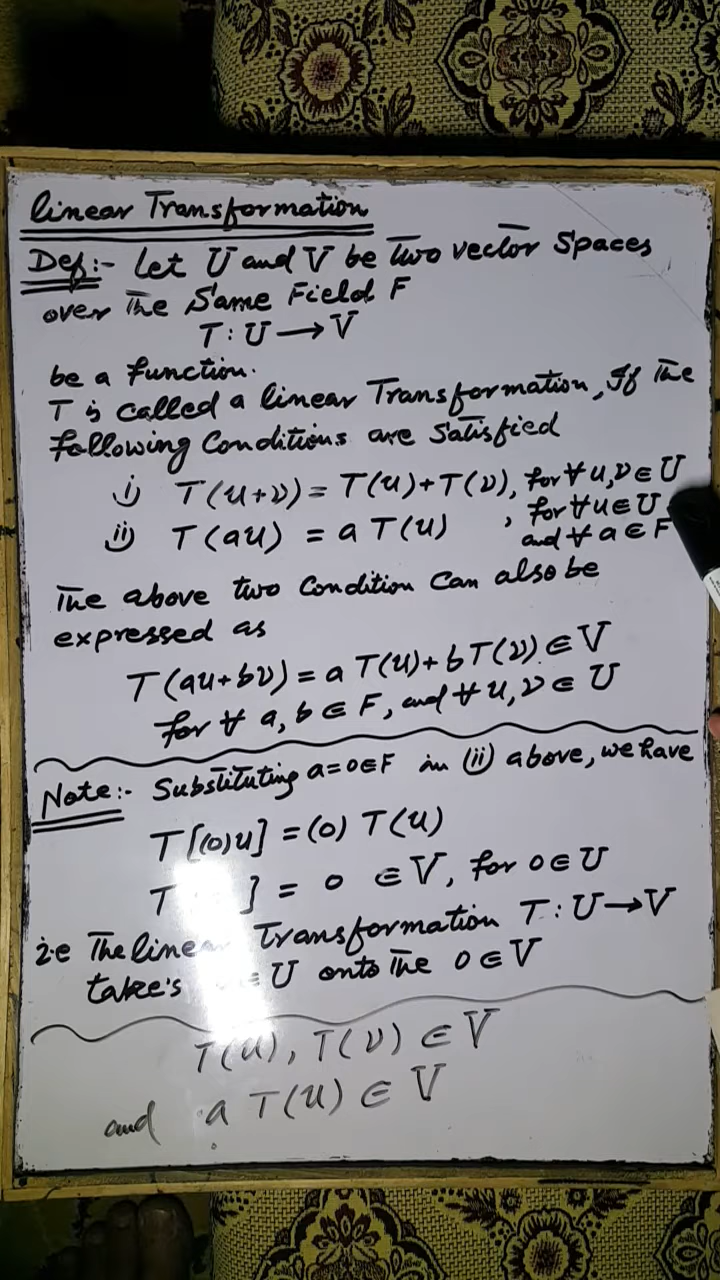 linear Transformation
Def:- Let U and V be two vector spaces
over the Same Field F
T : U → V
be a function.
T is called a linear Transformation, If the
following Conditions are Satisfied
i) T(u+v) = T(u)+T(v), for ∀ u,v ∈ U
ii) T(au) = a T(u) , for ∀ u ∈ U
and ∀ a ∈ F
The above two Condition Can also be
expressed as
T(au+bv) = a T(u)+b T(v) ∈ V
for ∀ a, b ∈ F, and ∀ u, v ∈ U
Note:- Substituting a=0∈F in (ii) above, we have
T[(0)u] = (0) T(u)
T ] = 0 ∈ V, for 0 ∈ U
i.e The linear Transformation T : U → V
take's ∈ U onto the 0 ∈ V
T(u), T(v) ∈ V
and a T(u) ∈ V